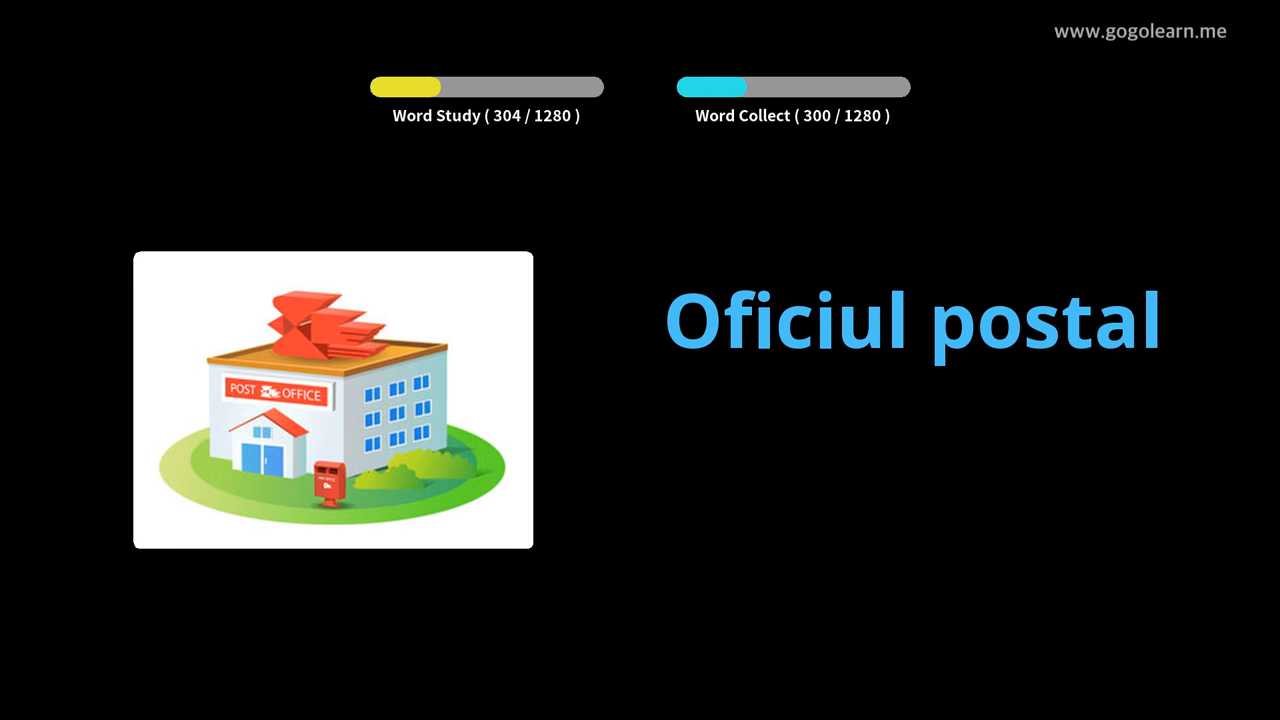 www.gogolearn.me
Word Study ( 304 / 1280 )
Word Collect ( 300 / 1280 )
Oficiul postal
POST OFFICE